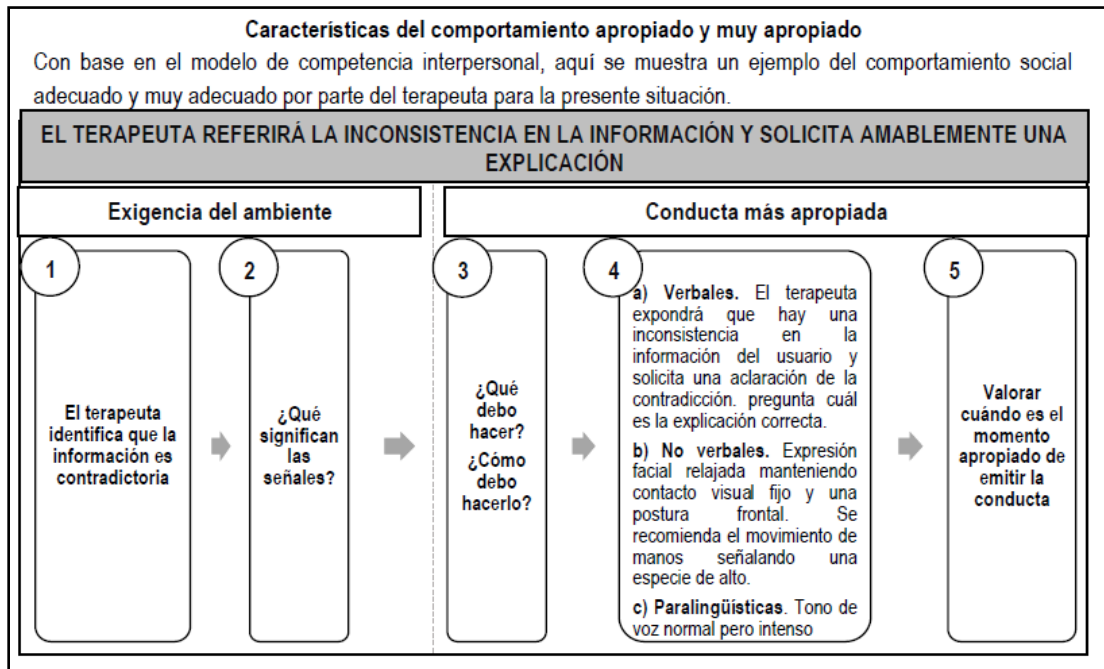 Características del comportamiento apropiado y muy apropiado
Con base en el modelo de competencia interpersonal, aquí se muestra un ejemplo del comportamiento social
adecuado y muy adecuado por parte del terapeuta para la presente situación.
EL TERAPEUTA REFERIRÁ LA INCONSISTENCIA EN LA INFORMACIÓN Y SOLICITA AMABLEMENTE UNA
EXPLICACIÓN
Exigencia del ambiente
Conducta más apropiada
1
El terapeuta
identifica que la
información es
contradictoria
2
¿Qué
significan
las
señales?
3
¿Qué
debo
hacer?
¿Cómo
debo
hacerlo?
4
a) Verbales. El terapeuta
expondrá que hay una
inconsistencia en la
información del usuario y
solicita una aclaración de la
contradicción. pregunta cuál
es la explicación correcta.
b) No verbales. Expresión
facial relajada manteniendo
contacto visual fijo y una
postura frontal. Se
recomienda el movimiento de
manos señalando una
especie de alto.
c) Paralingüísticas. Tono de
voz normal pero intenso
5
Valorar
cuándo es el
momento
apropiado de
emitir la
conducta